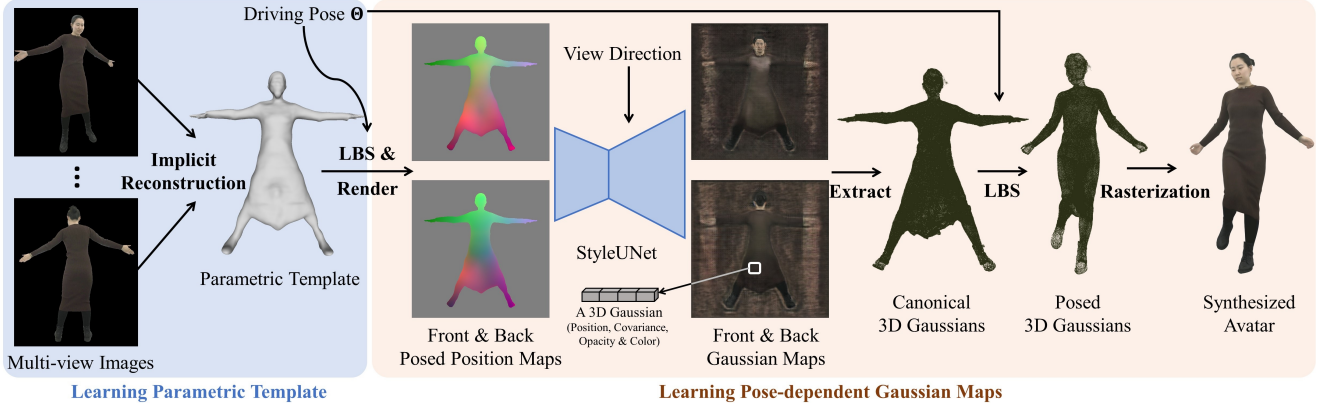 Driving Pose Θ
Implicit
Reconstruction
Multi-view Images
Parametric Template
LBS &
Render
Front & Back
Posed Position Maps
View Direction
StyleUNet
A 3D Gaussian
(Position, Covariance,
Opacity & Color)
Front & Back
Gaussian Maps
Extract
Canonical
3D Gaussians
LBS
Posed
3D Gaussians
Rasterization
Synthesized
Avatar
Learning Parametric Template
Learning Pose-dependent Gaussian Maps